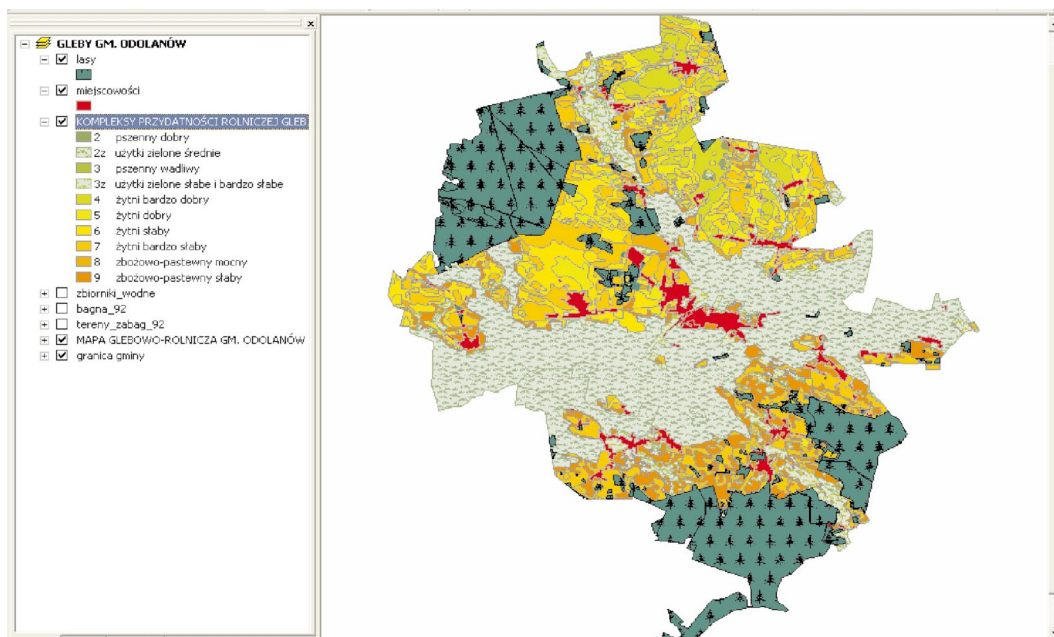 GLEBY GM. ODOLANÓW
lasy
miejscowości
KOMPLEKSY PRZYDATNOŚCI ROLNICZEJ GLEB
2 pszenny dobry
2z użytki zielone średnie
3 pszenny wadliwy
3z użytki zielone słabe i bardzo słabe
4 żytni bardzo dobry
5 żytni dobry
6 żytni słaby
7 żytni bardzo słaby
8 zbożowo-pastewny mocny
9 zbożowo-pastewny słaby
zbiorniki_wodne
bagna_92
tereny_zabag_92
MAPA GLEBOWO-ROLNICZA GM. ODOLANÓW
granica gminy